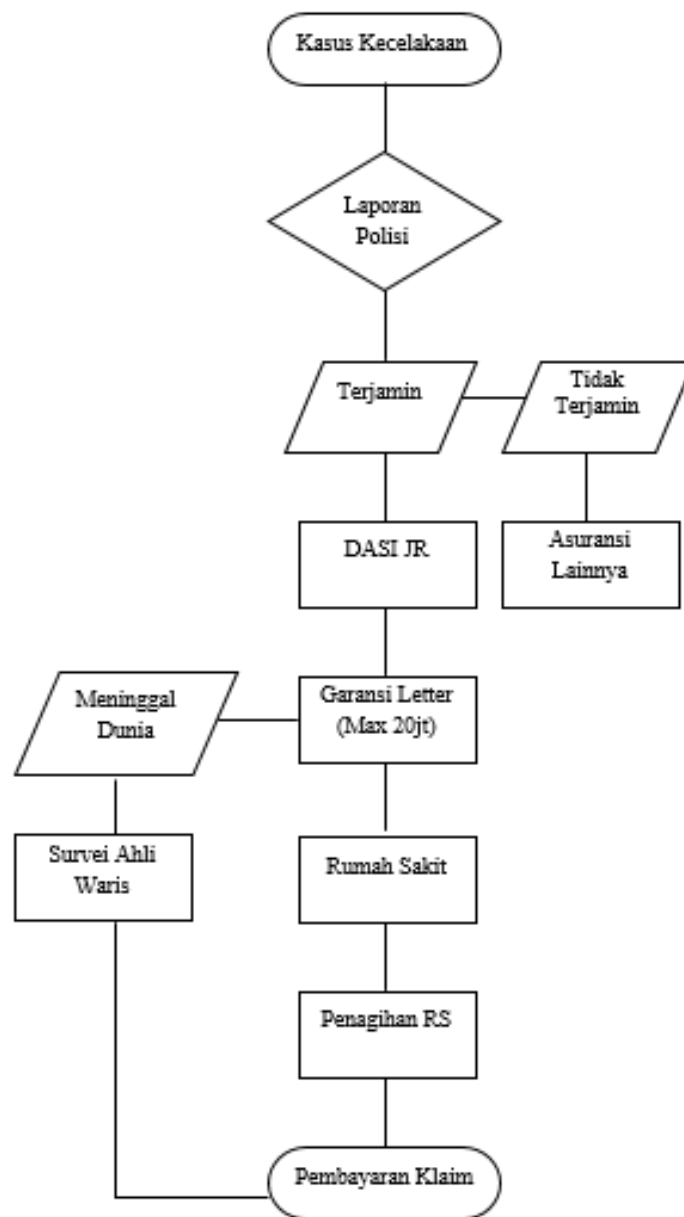 Kasus Kecelakaan
Laporan
Polisi
Terjamin
Tidak
Terjamin
DASI JR
Asuransi
Lainnya
Meninggal
Dunia
Garansi Letter
(Max 20jt)
Survei Ahli
Waris
Rumah Sakit
Penagihan RS
Pembayaran Klaim